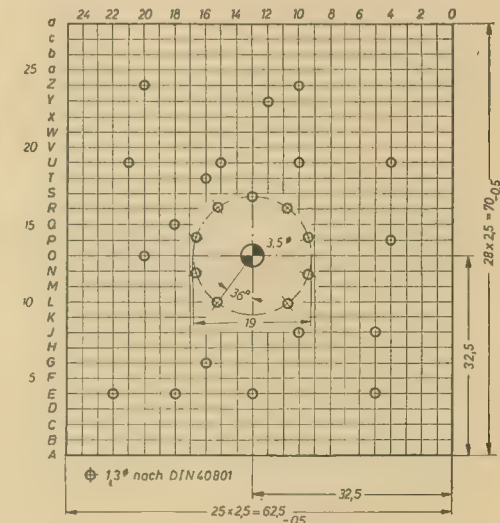 24 22 20 18 16 14 12 10 8 6 4 2 0
d
c
b
25 a
Z
Y
X
W
20 V
U
T
S
R
15 Q
P
O
N
M
10 L
K
J
H
G
5 F
E
D
C
B
A
3,5⌀
36°
19
32,5
28 x 2,5 = 70 -0,5
1,3⌀ nach DIN 40801
32,5
25 x 2,5 = 62,5 -0,5